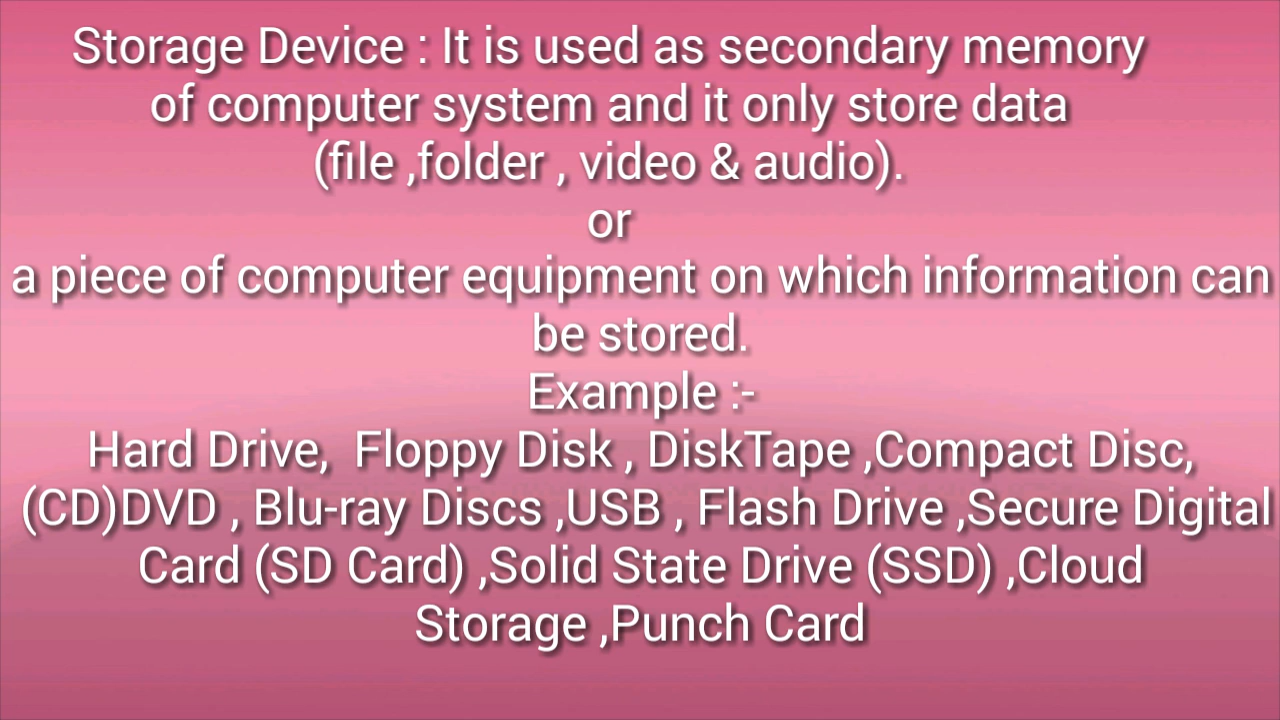 Storage Device : It is used as secondary memory
of computer system and it only store data
(file ,folder , video & audio).
or
a piece of computer equipment on which information can
be stored.
Example :-
Hard Drive,  Floppy Disk , DiskTape ,Compact Disc,
(CD)DVD , Blu-ray Discs ,USB , Flash Drive ,Secure Digital
Card (SD Card) ,Solid State Drive (SSD) ,Cloud
Storage ,Punch Card